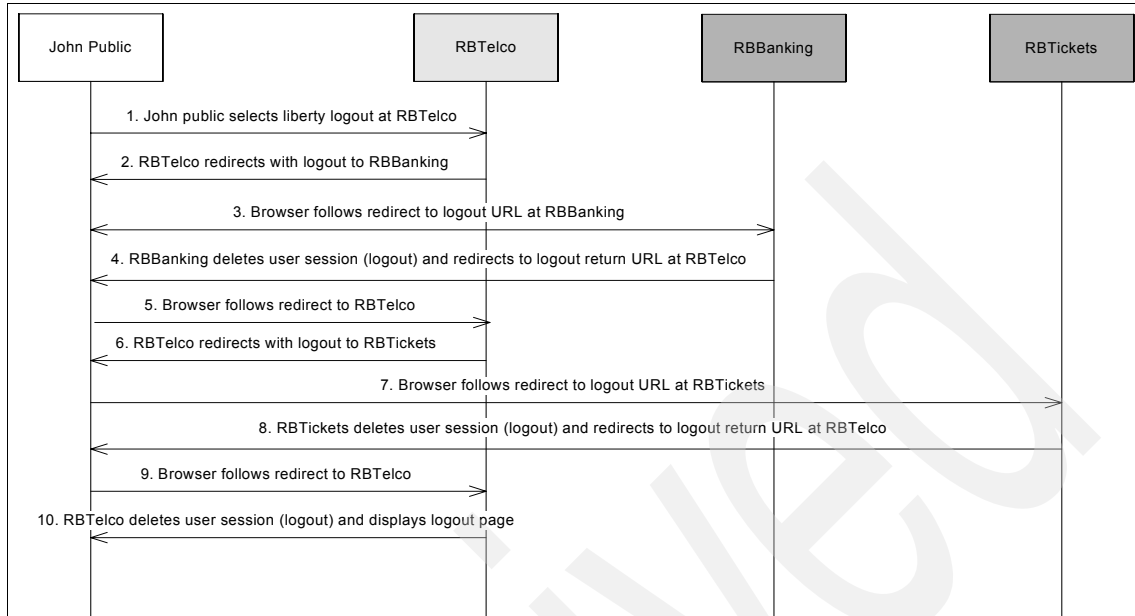 John Public
RBTelco
RBBanking
RBTickets
1. John public selects liberty logout at RBTelco
2. RBTelco redirects with logout to RBBanking
3. Browser follows redirect to logout URL at RBBanking
4. RBBanking deletes user session (logout) and redirects to logout return URL at RBTelco
5. Browser follows redirect to RBTelco
6. RBTelco redirects with logout to RBTickets
7. Browser follows redirect to logout URL at RBTickets
8. RBTickets deletes user session (logout) and redirects to logout return URL at RBTelco
9. Browser follows redirect to RBTelco
10. RBTelco deletes user session (logout) and displays logout page
ved